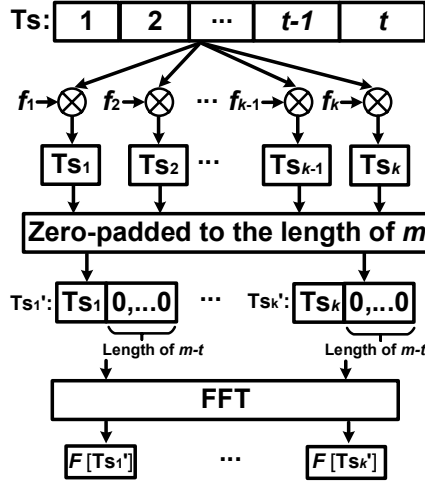 Ts: 1 2 ... t-1 t
f1 f2 ... fk-1 fk
Ts1 Ts2 ... Tsk-1 Tsk
Zero-padded to the length of m
Ts1': Ts1 0,...0 ... Tsk': Tsk 0,...0
Length of m-t Length of m-t
FFT
F [Ts1'] ... F [Tsk']